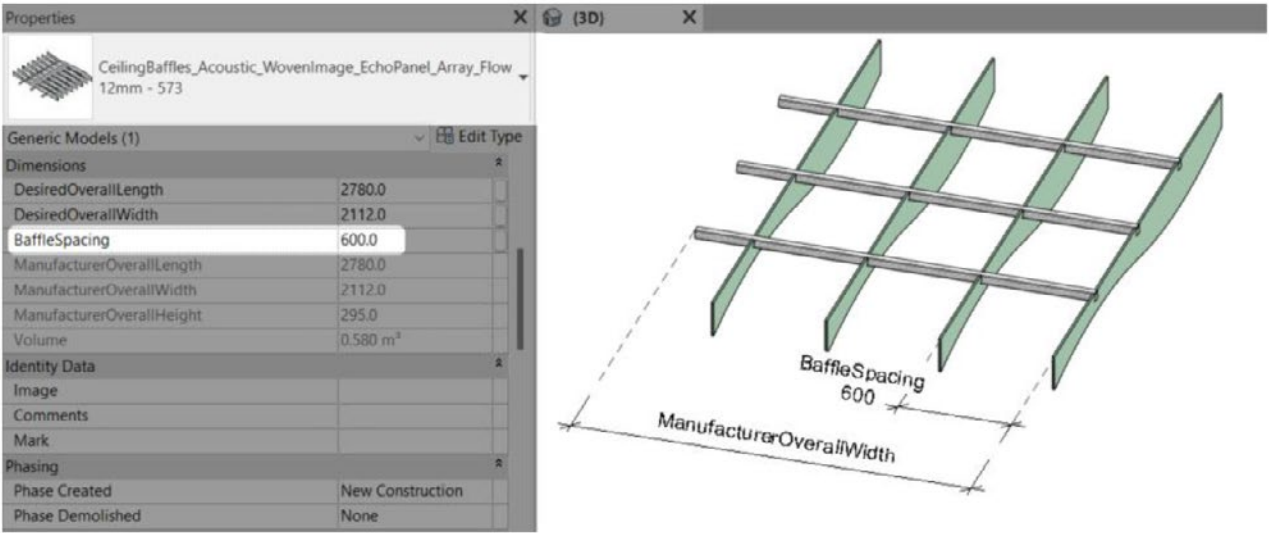 Properties
(3D)
CeilingBaffles_Acoustic_WovenImage_EchoPanel_Array_Flow
12mm - 573
Generic Models (1)
Edit Type
Dimensions
DesiredOverallLength 2780.0
DesiredOverallWidth 2112.0
BaffleSpacing 600.0
ManufacturerOverallLength 2780.0
ManufacturerOverallWidth 2112.0
ManufacturerOverallHeight 295.0
Volume 0.580 m³
Identity Data
Image
Comments
Mark
Phasing
Phase Created New Construction
Phase Demolished None
BaffleSpacing
600
ManufacturerOverallWidth